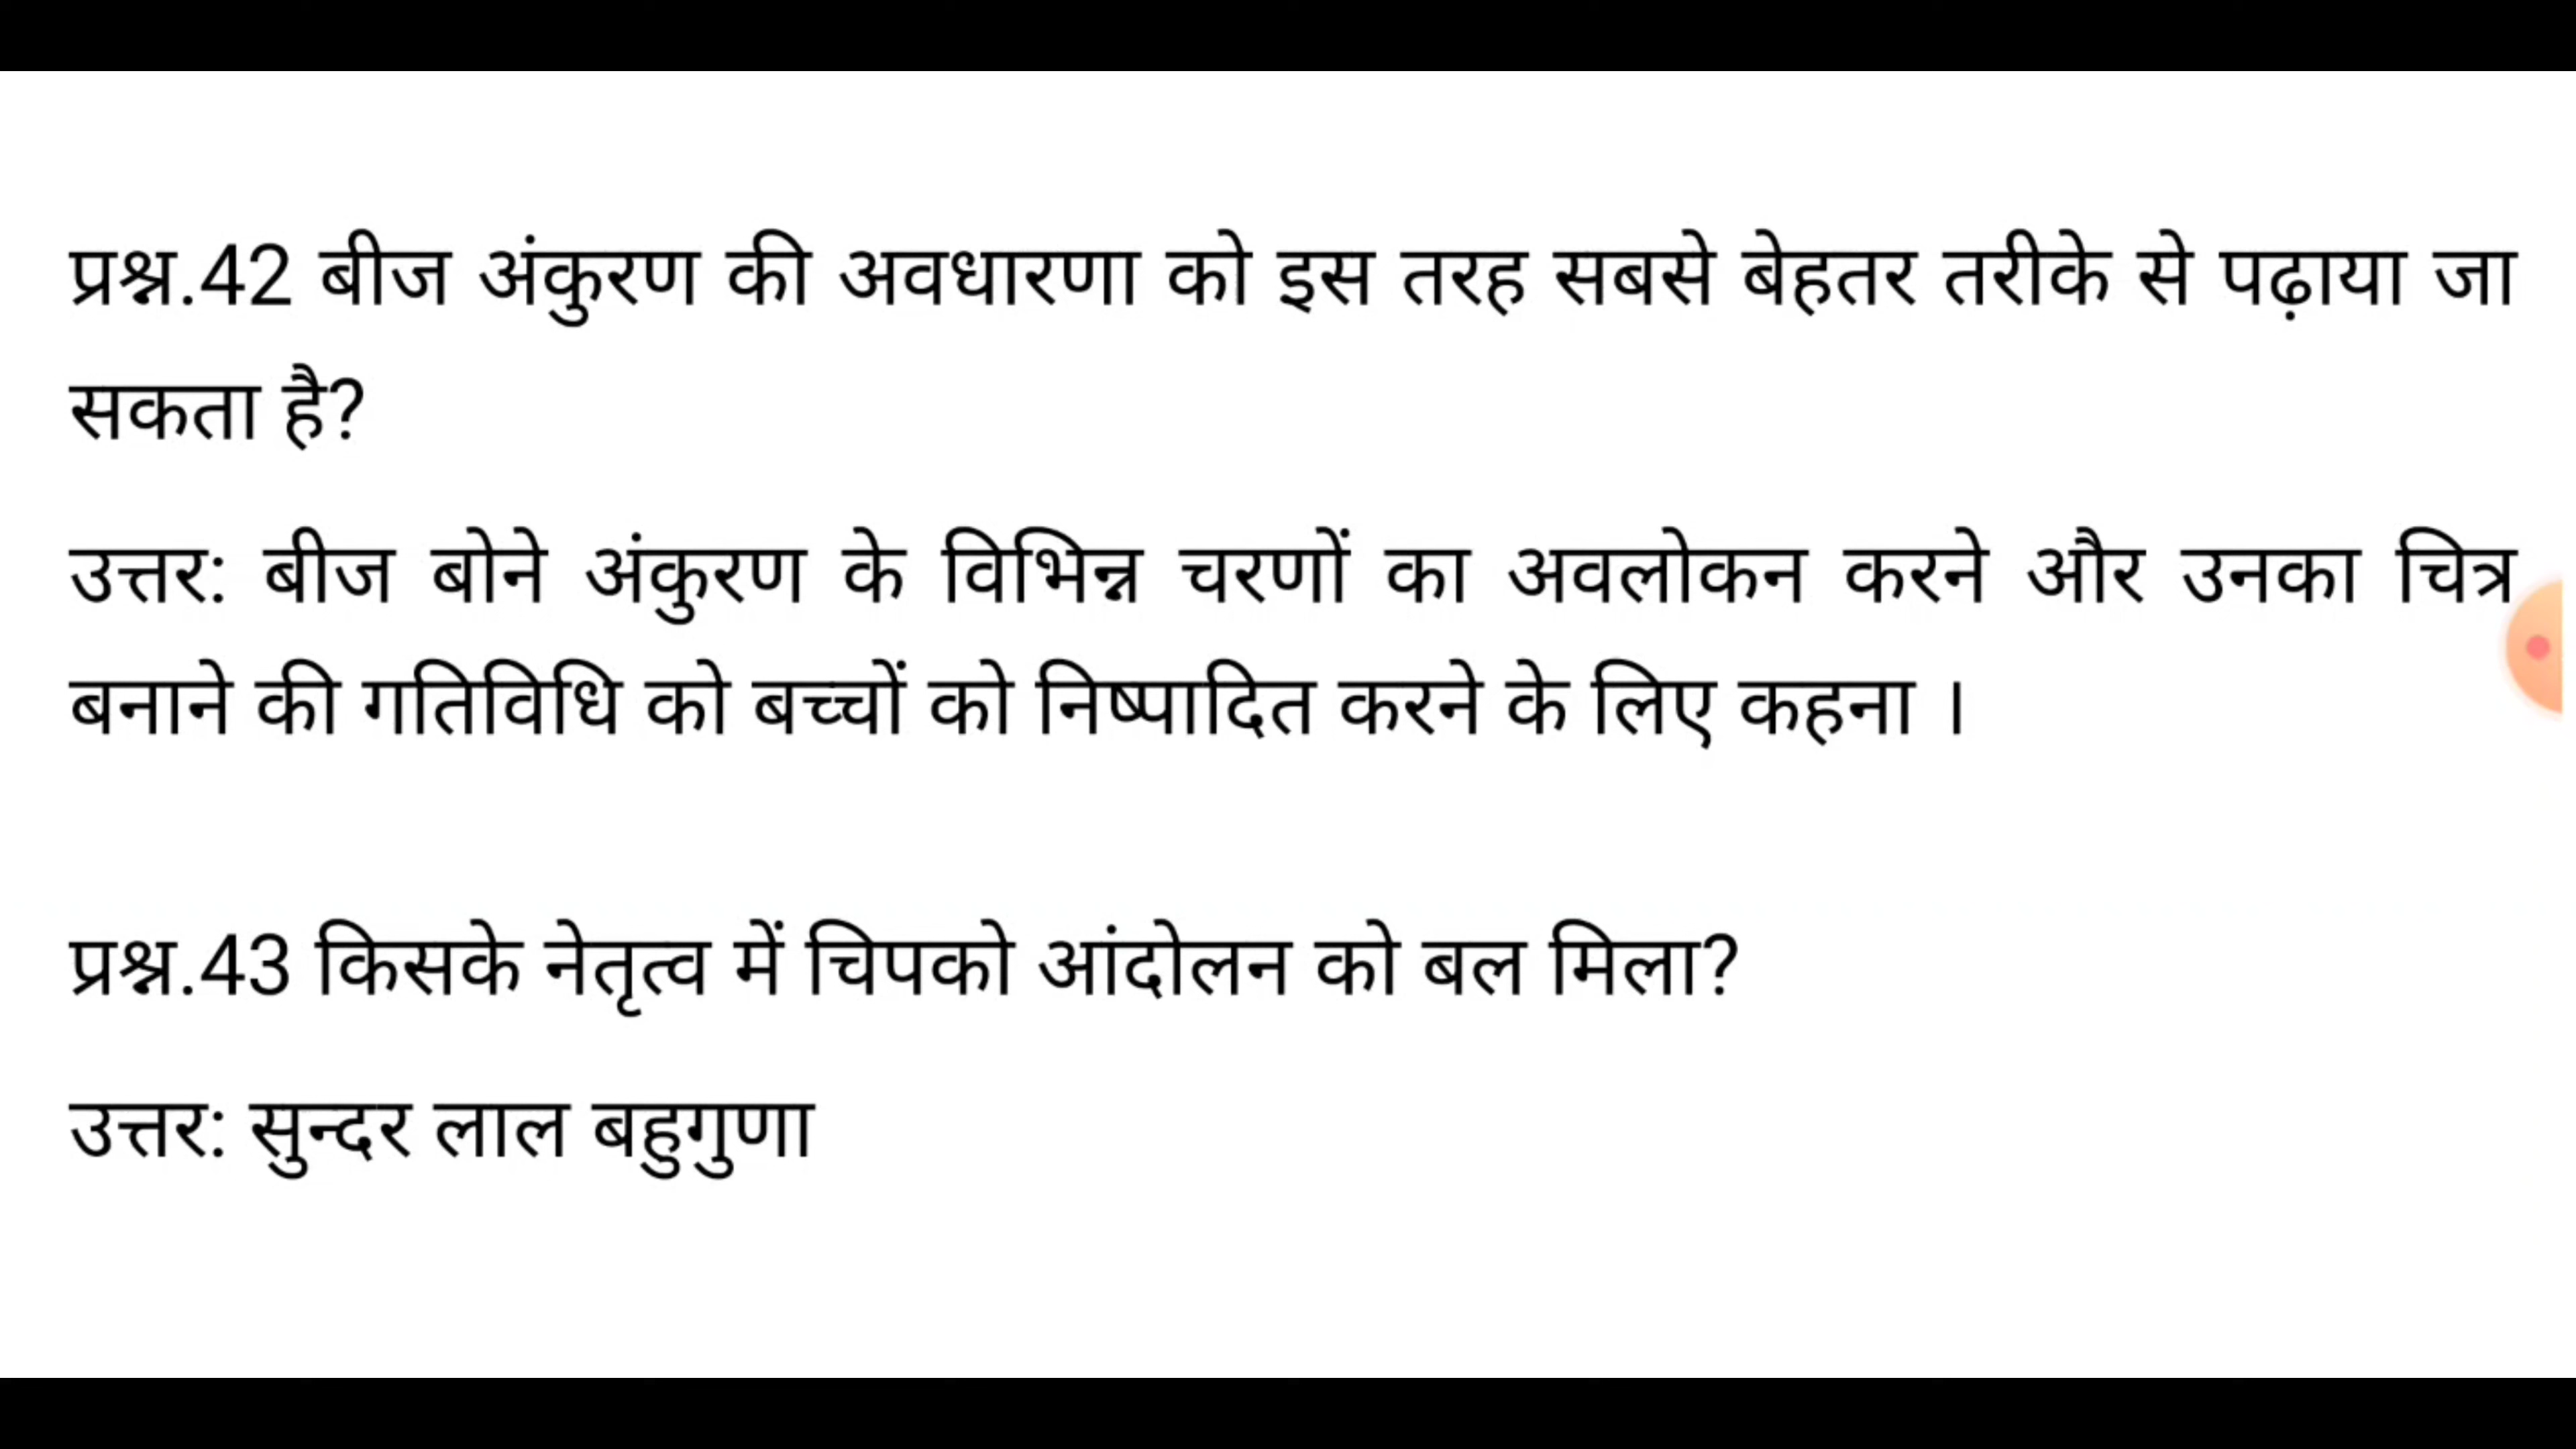 प्रश्न.42 बीज अंकुरण की अवधारणा को इस तरह सबसे बेहतर तरीके से पढ़ाया जा
सकता है?
उत्तर: बीज बोने अंकुरण के विभिन्न चरणों का अवलोकन करने और उनका चित्र
बनाने की गतिविधि को बच्चों को निष्पादित करने के लिए कहना ।
प्रश्न.43 किसके नेतृत्व में चिपको आंदोलन को बल मिला?
उत्तर: सुन्दर लाल बहुगुणा